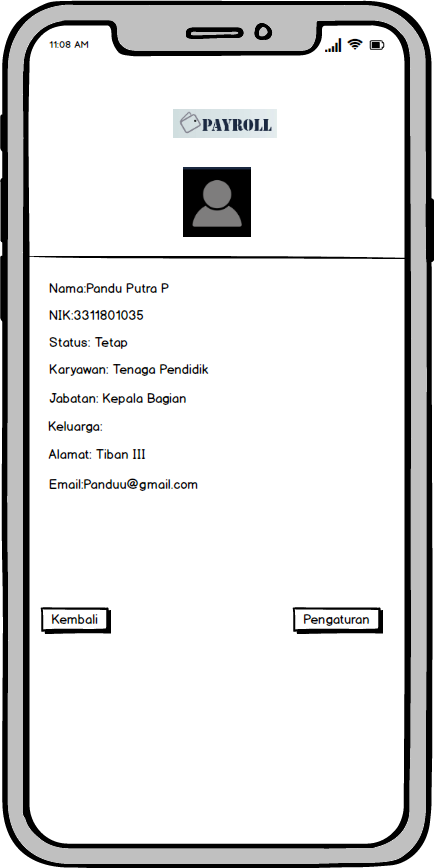 11:08 AM
PAYROLL
Nama:Pandu Putra P
NIK:3311801035
Status: Tetap
Karyawan: Tenaga Pendidik
Jabatan: Kepala Bagian
Keluarga:
Alamat: Tiban III
Email:Panduu@gmail.com
Kembali
Pengaturan